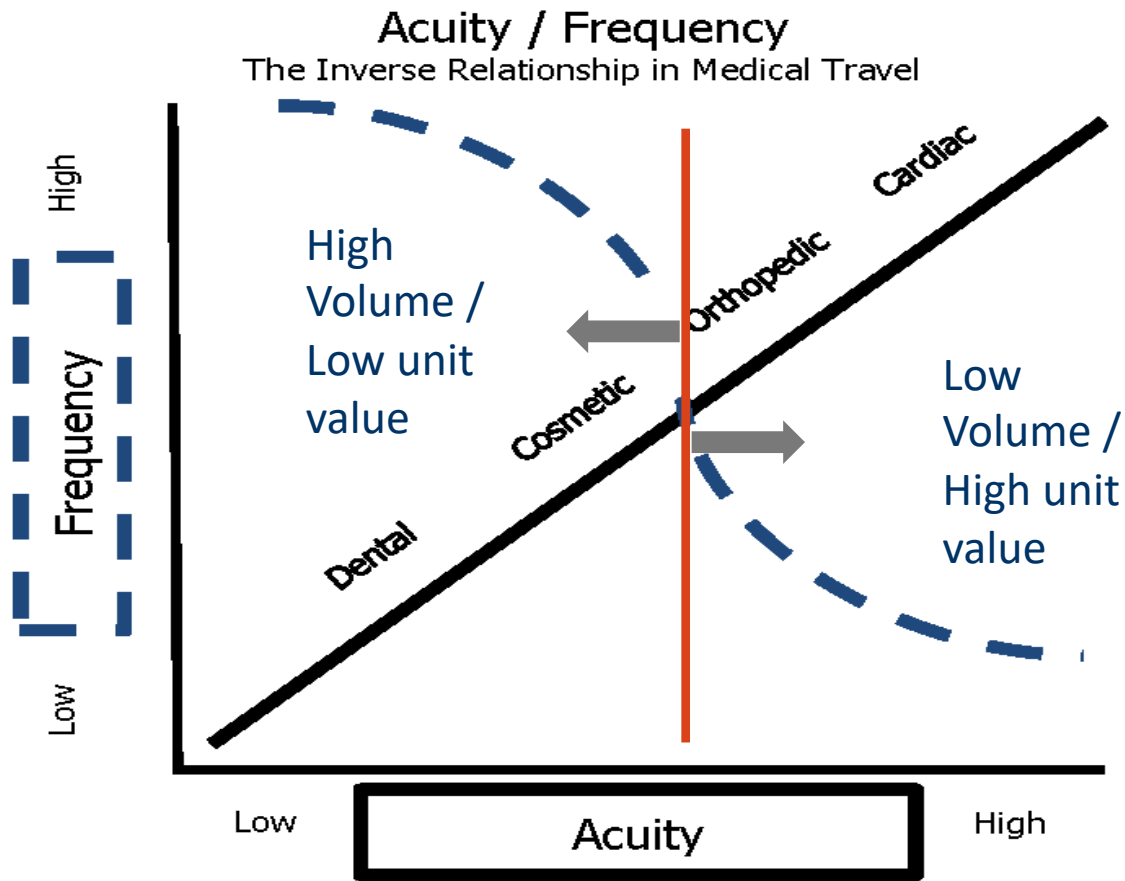 Acuity / Frequency
The Inverse Relationship in Medical Travel
High
Frequency
Low
High
Volume /
Low unit
value
Dental
Cosmetic
Orthopedic
Cardiac
Low
Volume /
High unit
value
Low
Acuity
High